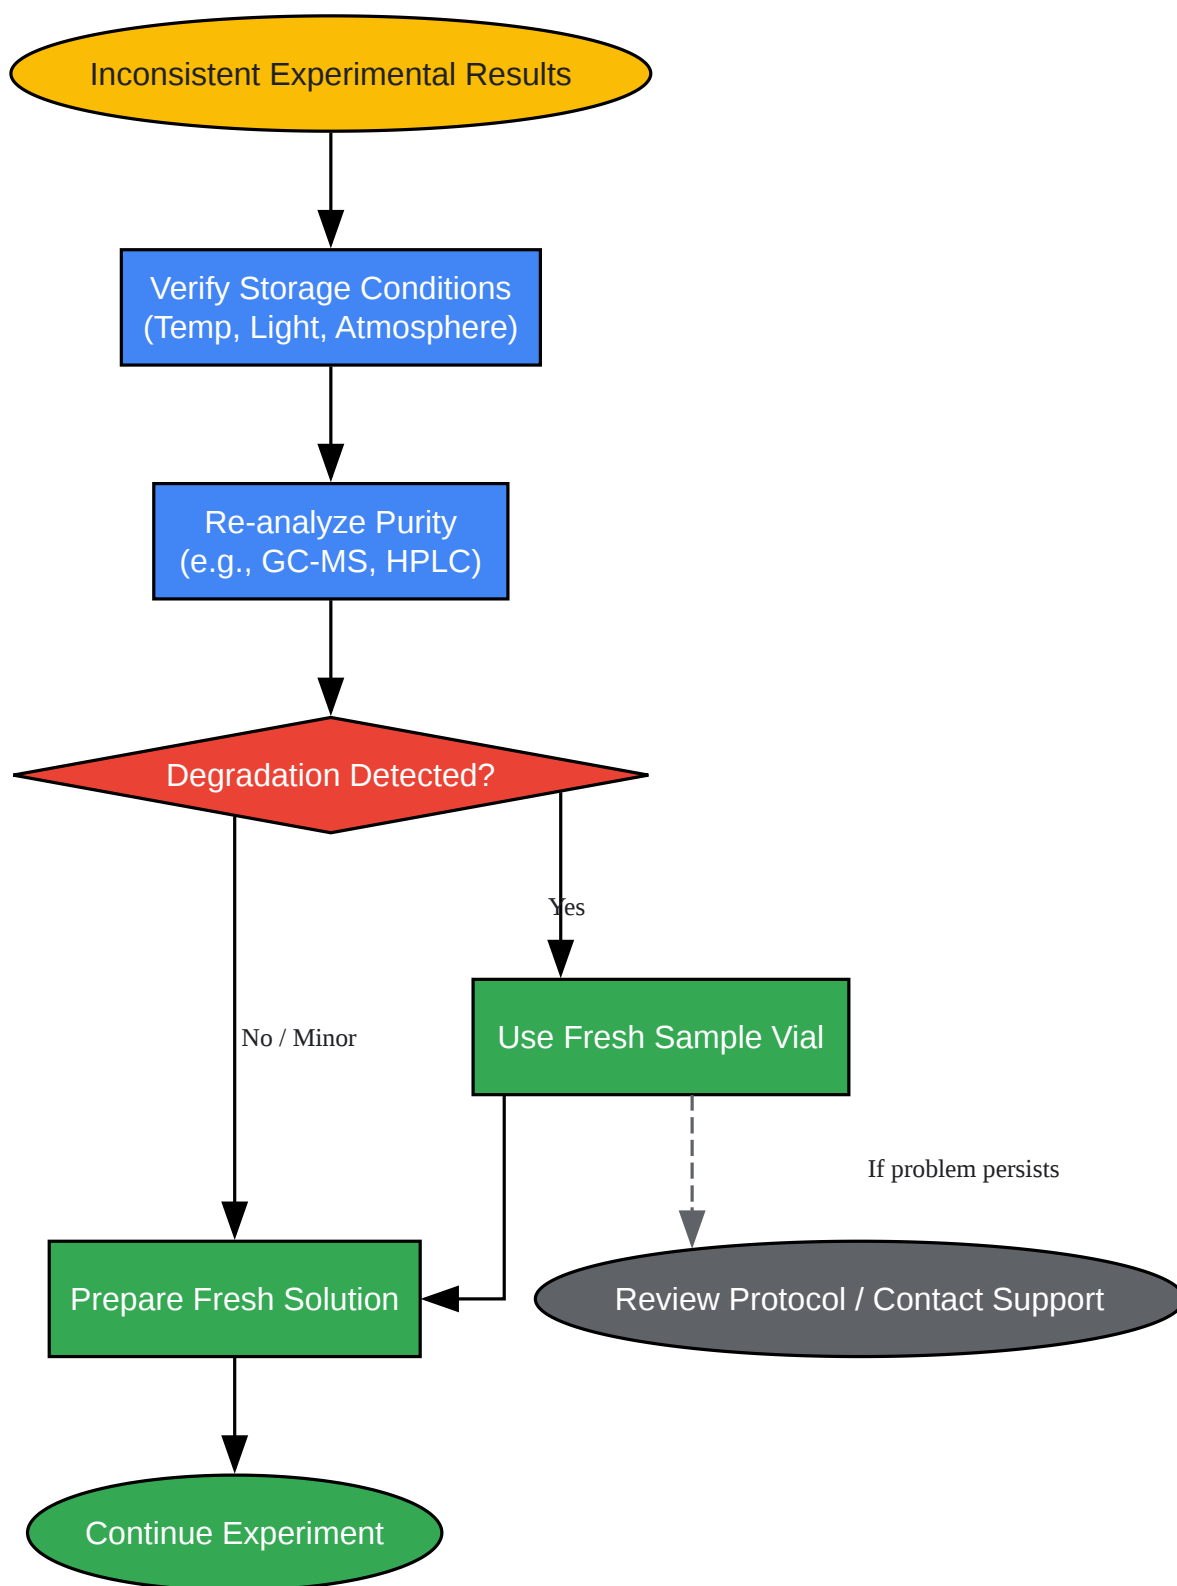 Inconsistent Experimental Results
Verify Storage Conditions
(Temp, Light, Atmosphere)
Re-analyze Purity
(e.g., GC-MS, HPLC)
Degradation Detected?
Yes
Use Fresh Sample Vial
No / Minor
If problem persists
Prepare Fresh Solution
Review Protocol / Contact Support
Continue Experiment